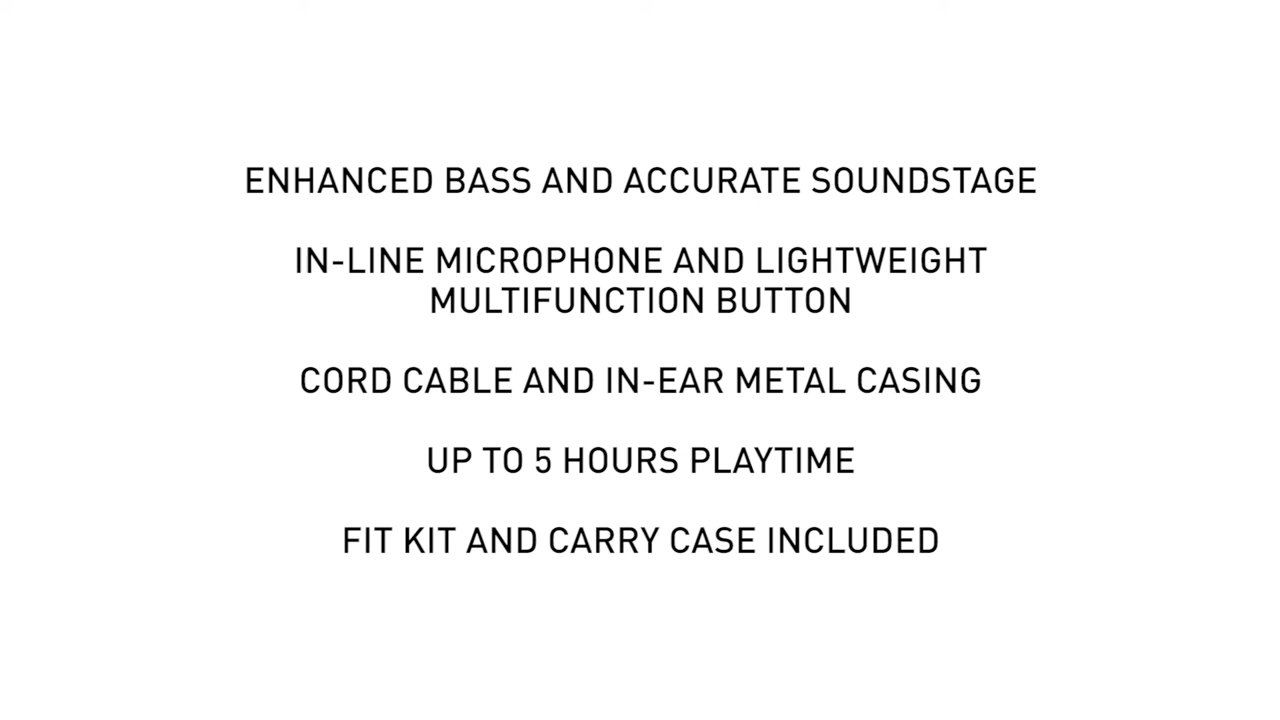 ENHANCED BASS AND ACCURATE SOUNDSTAGE
IN-LINE MICROPHONE AND LIGHTWEIGHT
MULTIFUNCTION BUTTON
CORD CABLE AND IN-EAR METAL CASING
UP TO 5 HOURS PLAYTIME
FIT KIT AND CARRY CASE INCLUDED